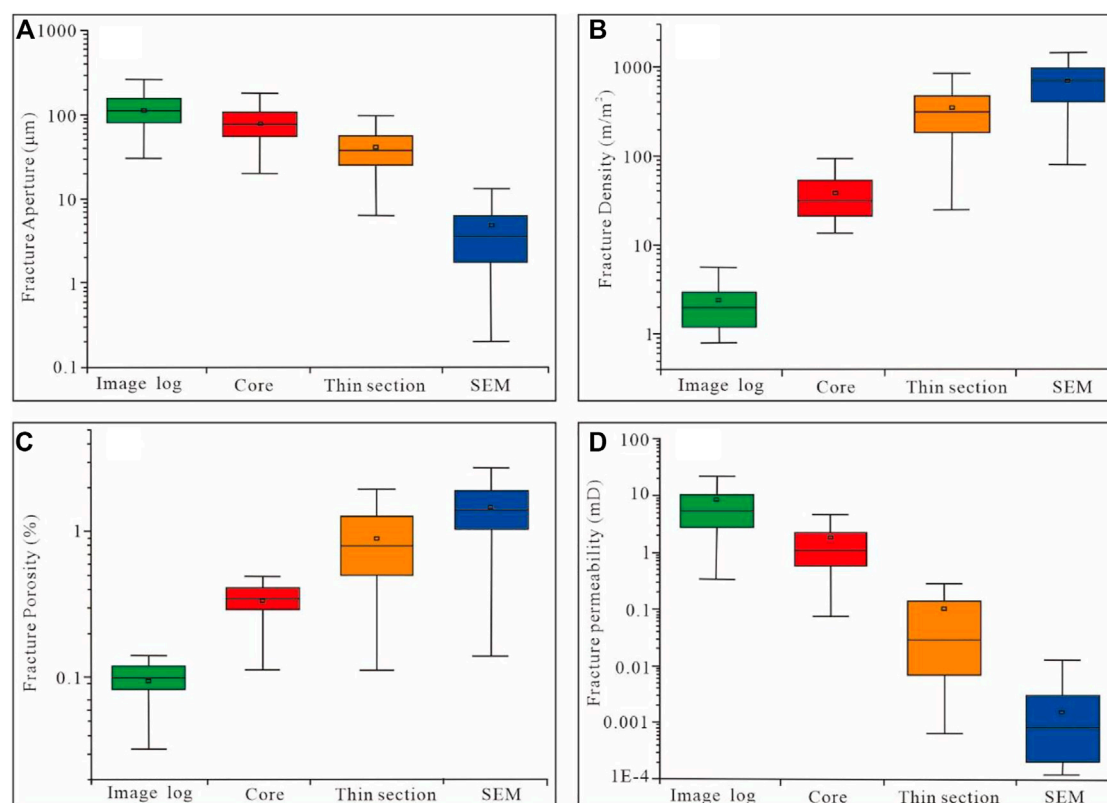 A
Fracture Aperture (μm)
1000
100
10
1
0.1
Image log Core Thin section SEM
B
Fracture Density (m/m²)
1000
100
10
1
Image log Core Thin section SEM
C
Fracture Porosity (%)
1
0.1
Image log Core Thin section SEM
D
Fracture permeability (mD)
100
10
1
0.1
0.01
0.001
1E-4
Image log Core Thin section SEM